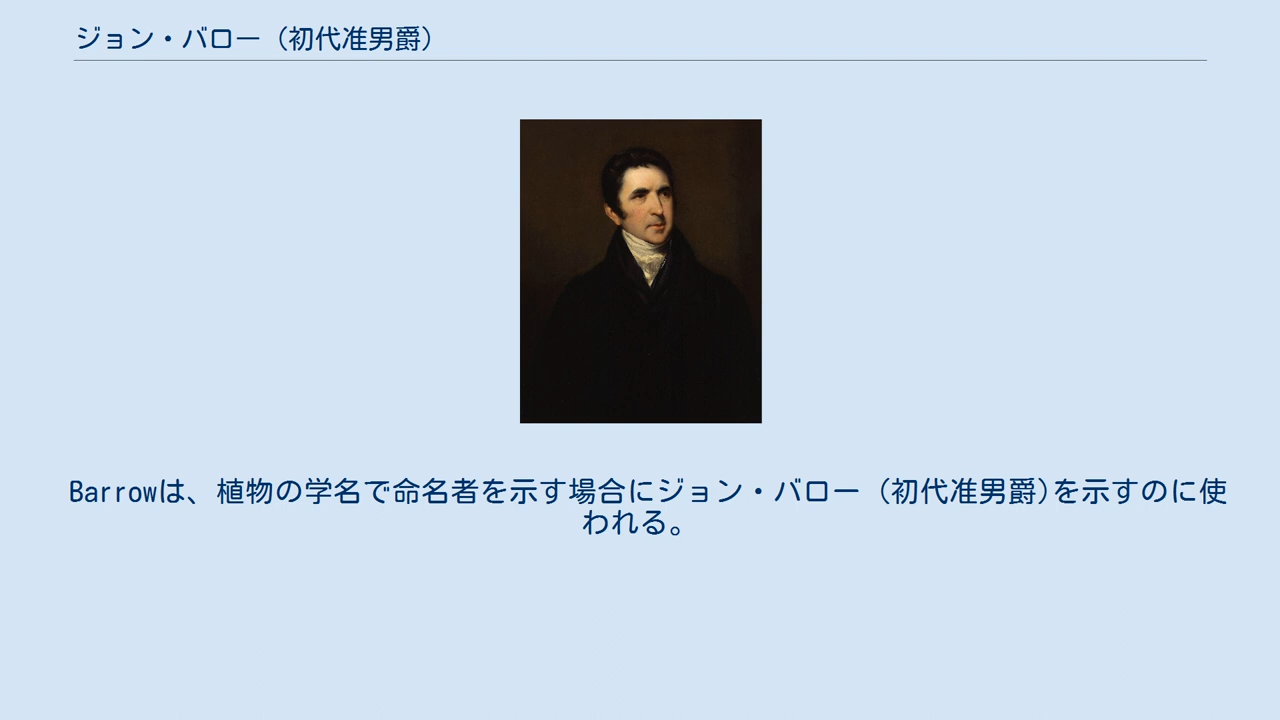 ジョン・バロー (初代准男爵)
Barrowは、植物の学名で命名者を示す場合にジョン・バロー (初代准男爵)を示すのに使
われる。